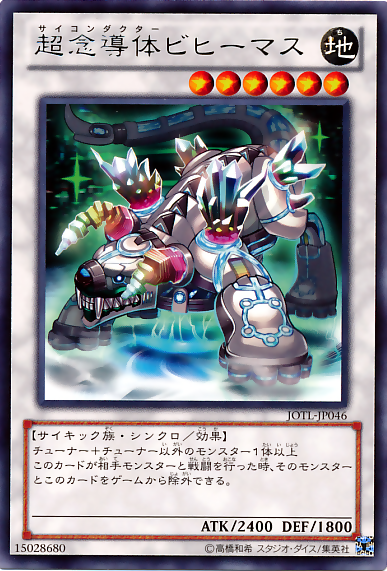 サイコンダクター
超念導体ビヒーマス
ち
地
JOTL-JP046
【サイキック族・シンクロ／効果】
チューナー＋チューナー以外のモンスター1体以上
このカードが相手モンスターと戦闘を行った時、そのモンスター
とこのカードをゲームから除外できる。
ATK/2400 DEF/1800
15028680
©高橋和希 スタジオ・ダイス/集英社